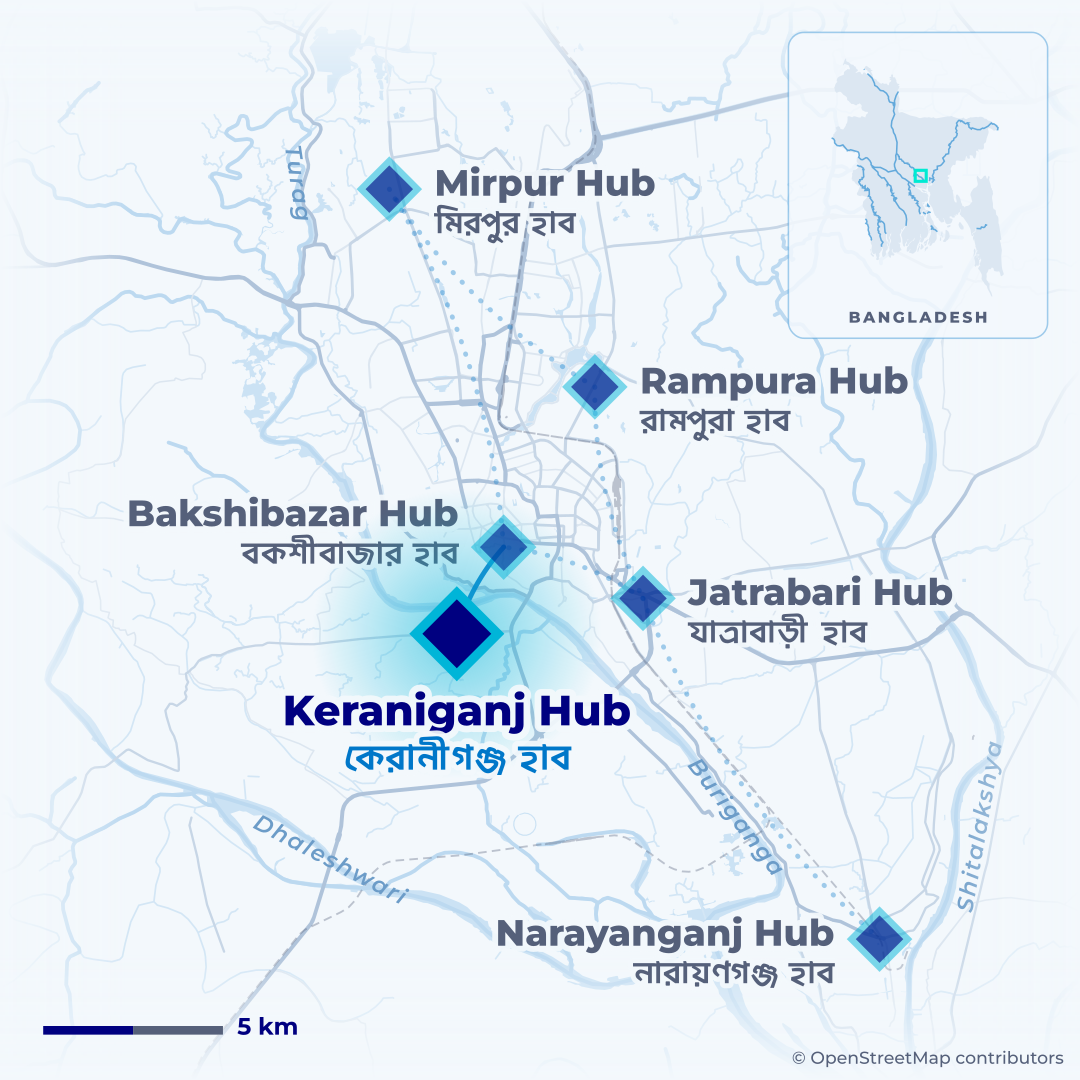 Turag
Mirpur Hub
মিরপুর হাব
BANGLADESH
Rampura Hub
রামপুরা হাব
Bakshibazar Hub
বকশীবাজার হাব
Jatrabari Hub
যাত্রাবাড়ী হাব
Keraniganj Hub
কেরানীগঞ্জ হাব
Buriganga
Shitalakshya
Dhaleshwari
Narayanganj Hub
নারায়ণগঞ্জ হাব
5 km
© OpenStreetMap contributors